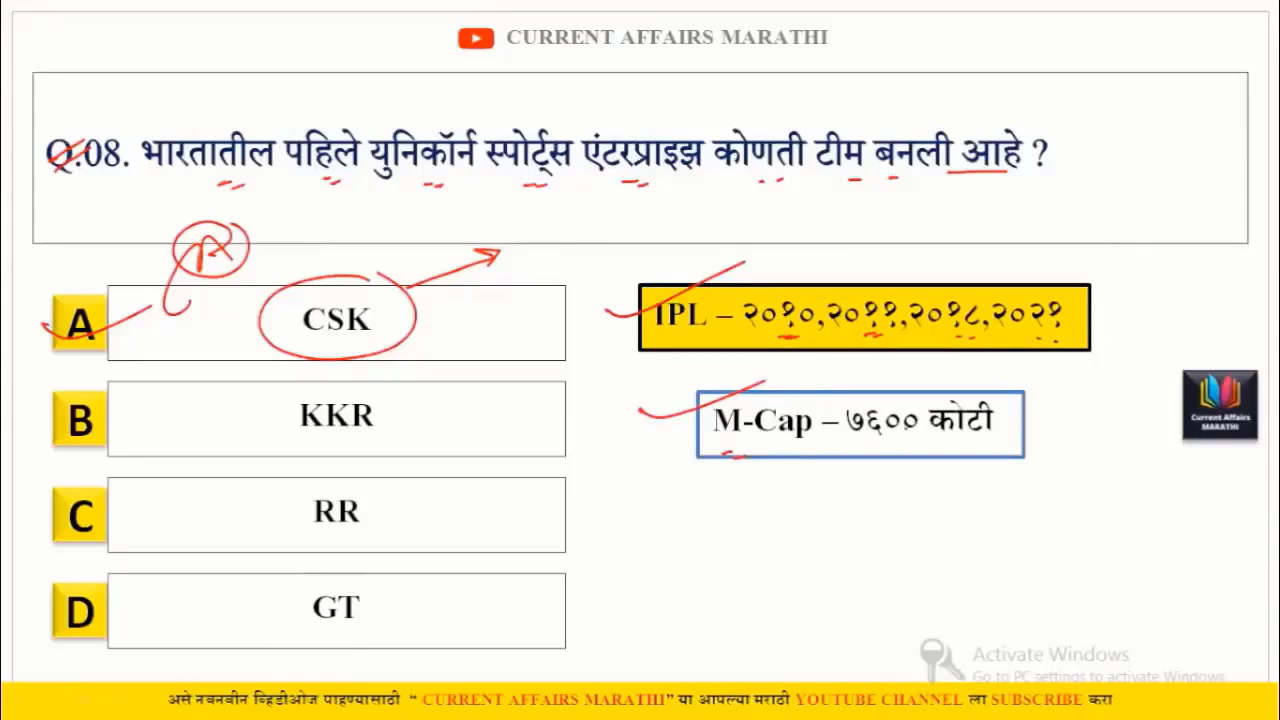 CURRENT AFFAIRS MARATHI
Q.08. भारतातील पहिले युनिकॉर्न स्पोर्ट्स एंटरप्राइझ कोणती टीम बनली आहे ?
A
CSK
IPL – २०१०,२०११,२०१८,२०२१
B
KKR
M-Cap – ७६०० कोटी
Current Affairs
MARATHI
C
RR
D
GT
Activate Windows
Go to PC settings to activate Windows.
असे नवनवीन व्हिडीओज पाहण्यासाठी “ CURRENT AFFAIRS MARATHI” या आपल्या मराठी YOUTUBE CHANNEL ला SUBSCRIBE करा